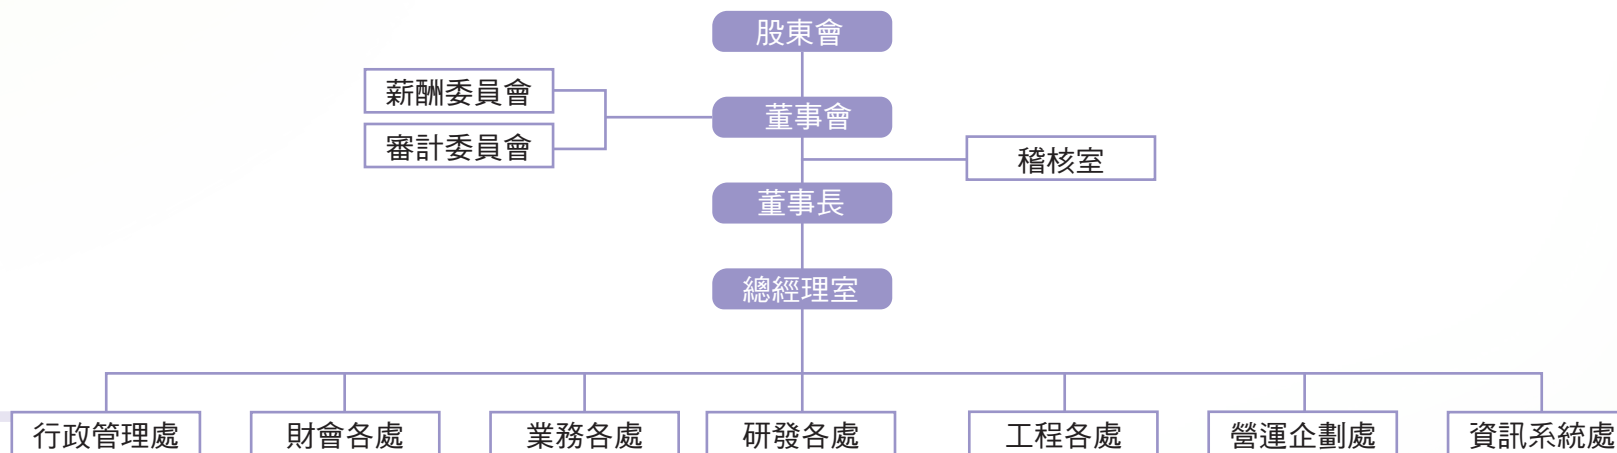 股東會
薪酬委員會
董事會
審計委員會
稽核室
董事長
總經理室
行政管理處
財會各處
業務各處
研發各處
工程各處
營運企劃處
資訊系統處